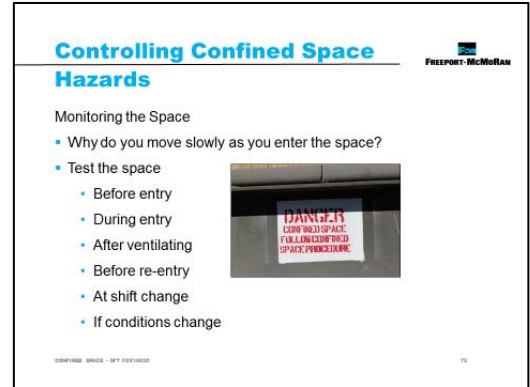 Controlling Confined Space
Hazards
FREEPORT-MCMORAN
Monitoring the Space
▪ Why do you move slowly as you enter the space?
▪ Test the space
• Before entry
• During entry
• After ventilating
• Before re-entry
• At shift change
• If conditions change
DANGER
CONFINED SPACE
FOLLOW CONFINED
SPACE PROCEDURE
CONFINED SPACE - SFT